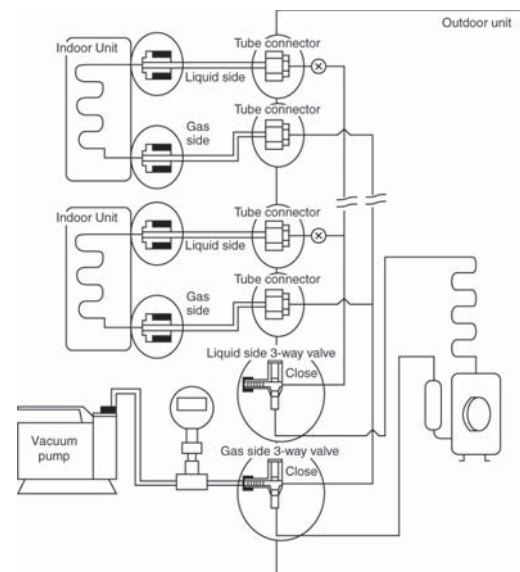 Outdoor unit
Indoor Unit
Tube connector
Liquid side
Gas
side
Tube connector
Indoor Unit
Tube connector
Liquid side
Gas
side
Tube connector
Liquid side 3-way valve
Close
Vacuum
pump
Gas side 3-way valve
Close